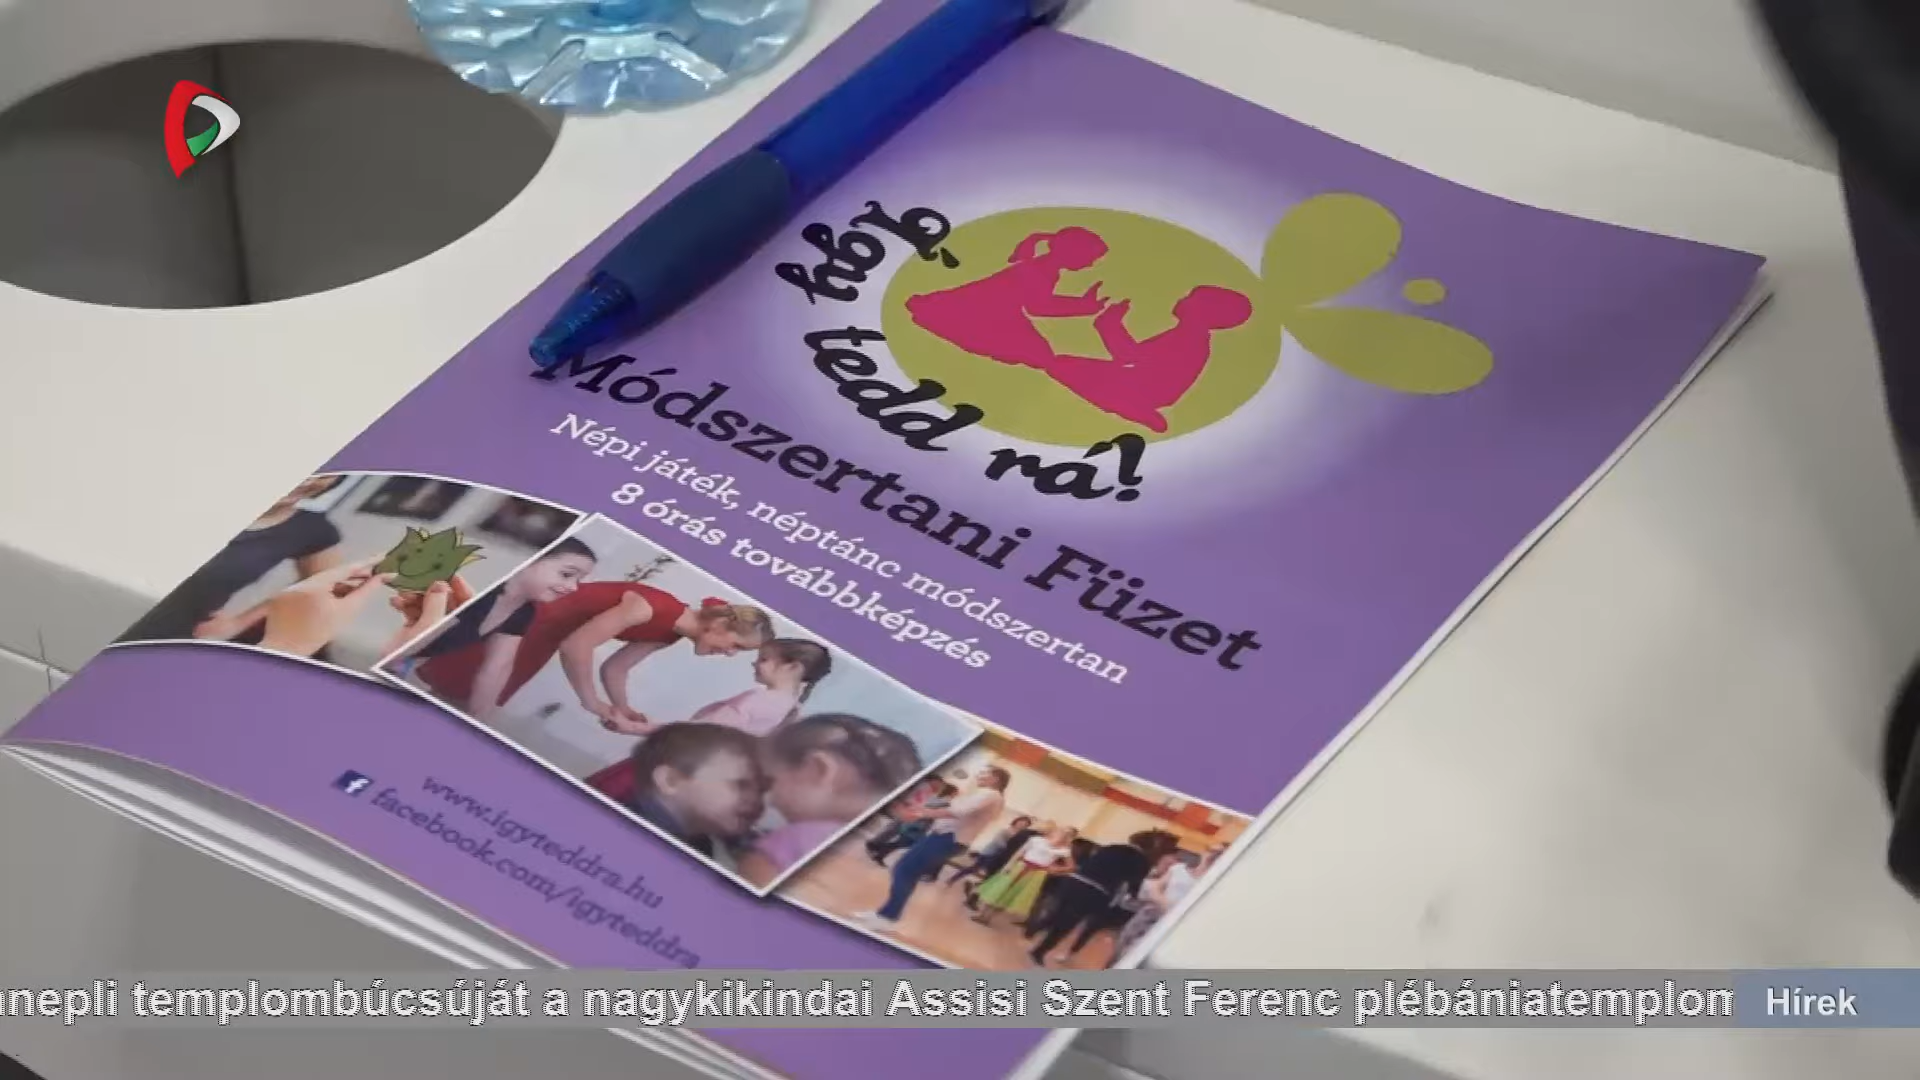 Így tedd rá!
Módszertani Füzet
Népi játék, néptánc módszertan
8 órás továbbképzés
www.igyteddra.hu
facebook.com/igyteddra
templombúcsúját a nagykikindai Assisi Szent Ferenc plébániatemplom
Hírek